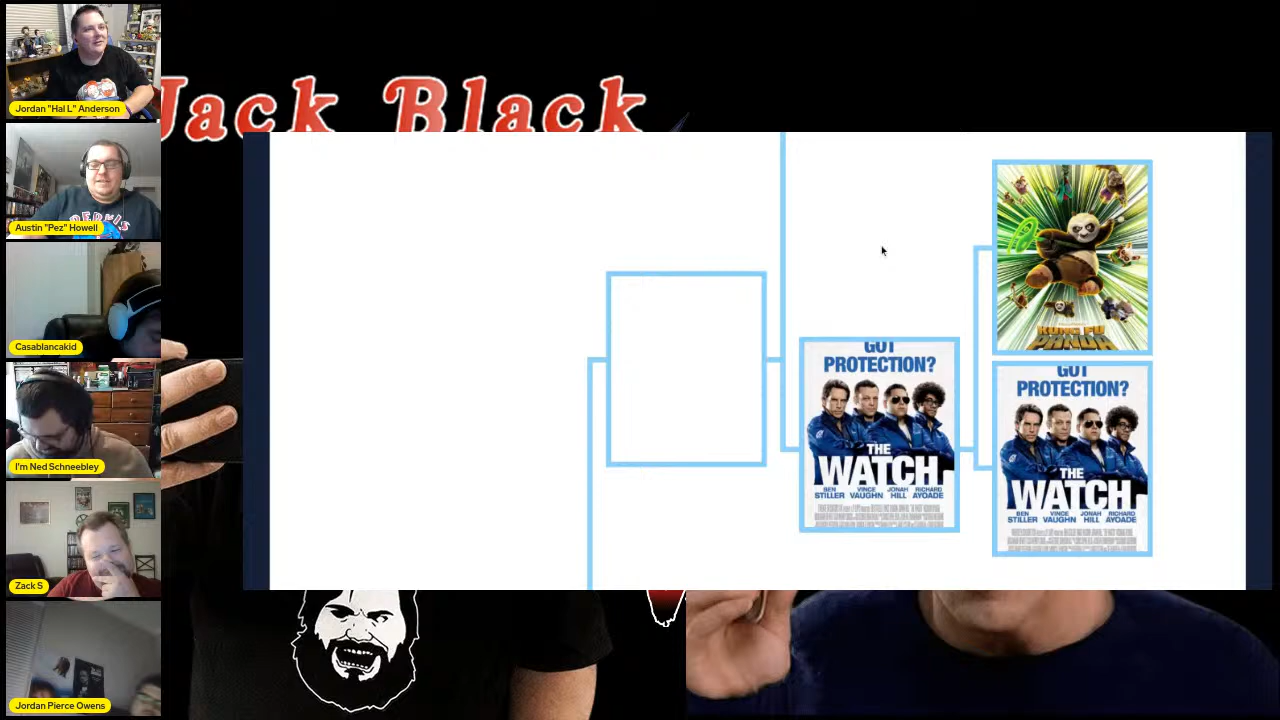 Jordan "Hal L" Anderson
Jack Black
Austin "Pez" Howell
Casablancakid
I'm Ned Schneebley
Zack S
Jordan Pierce Owens
KUNG FU
PANDA
GOT
PROTECTION?
THE
WATCH
BEN STILLER VINCE VAUGHN JONAH HILL RICHARD AYOADE
GOT
PROTECTION?
THE
WATCH
BEN STILLER VINCE VAUGHN JONAH HILL RICHARD AYOADE